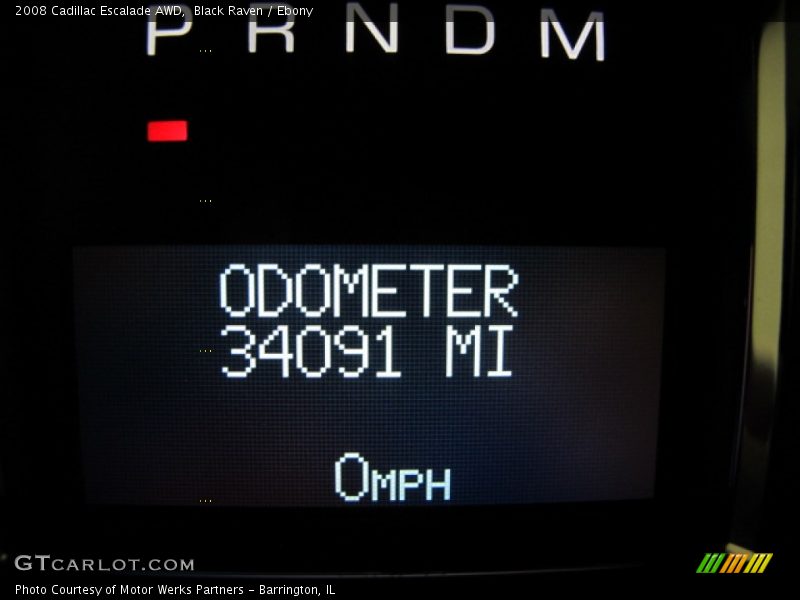 2008 Cadillac Escalade AWD, Black Raven / Ebony
P R N D M
ODOMETER
34091 MI
0MPH
GTCARLOT.COM
Photo Courtesy of Motor Werks Partners - Barrington, IL